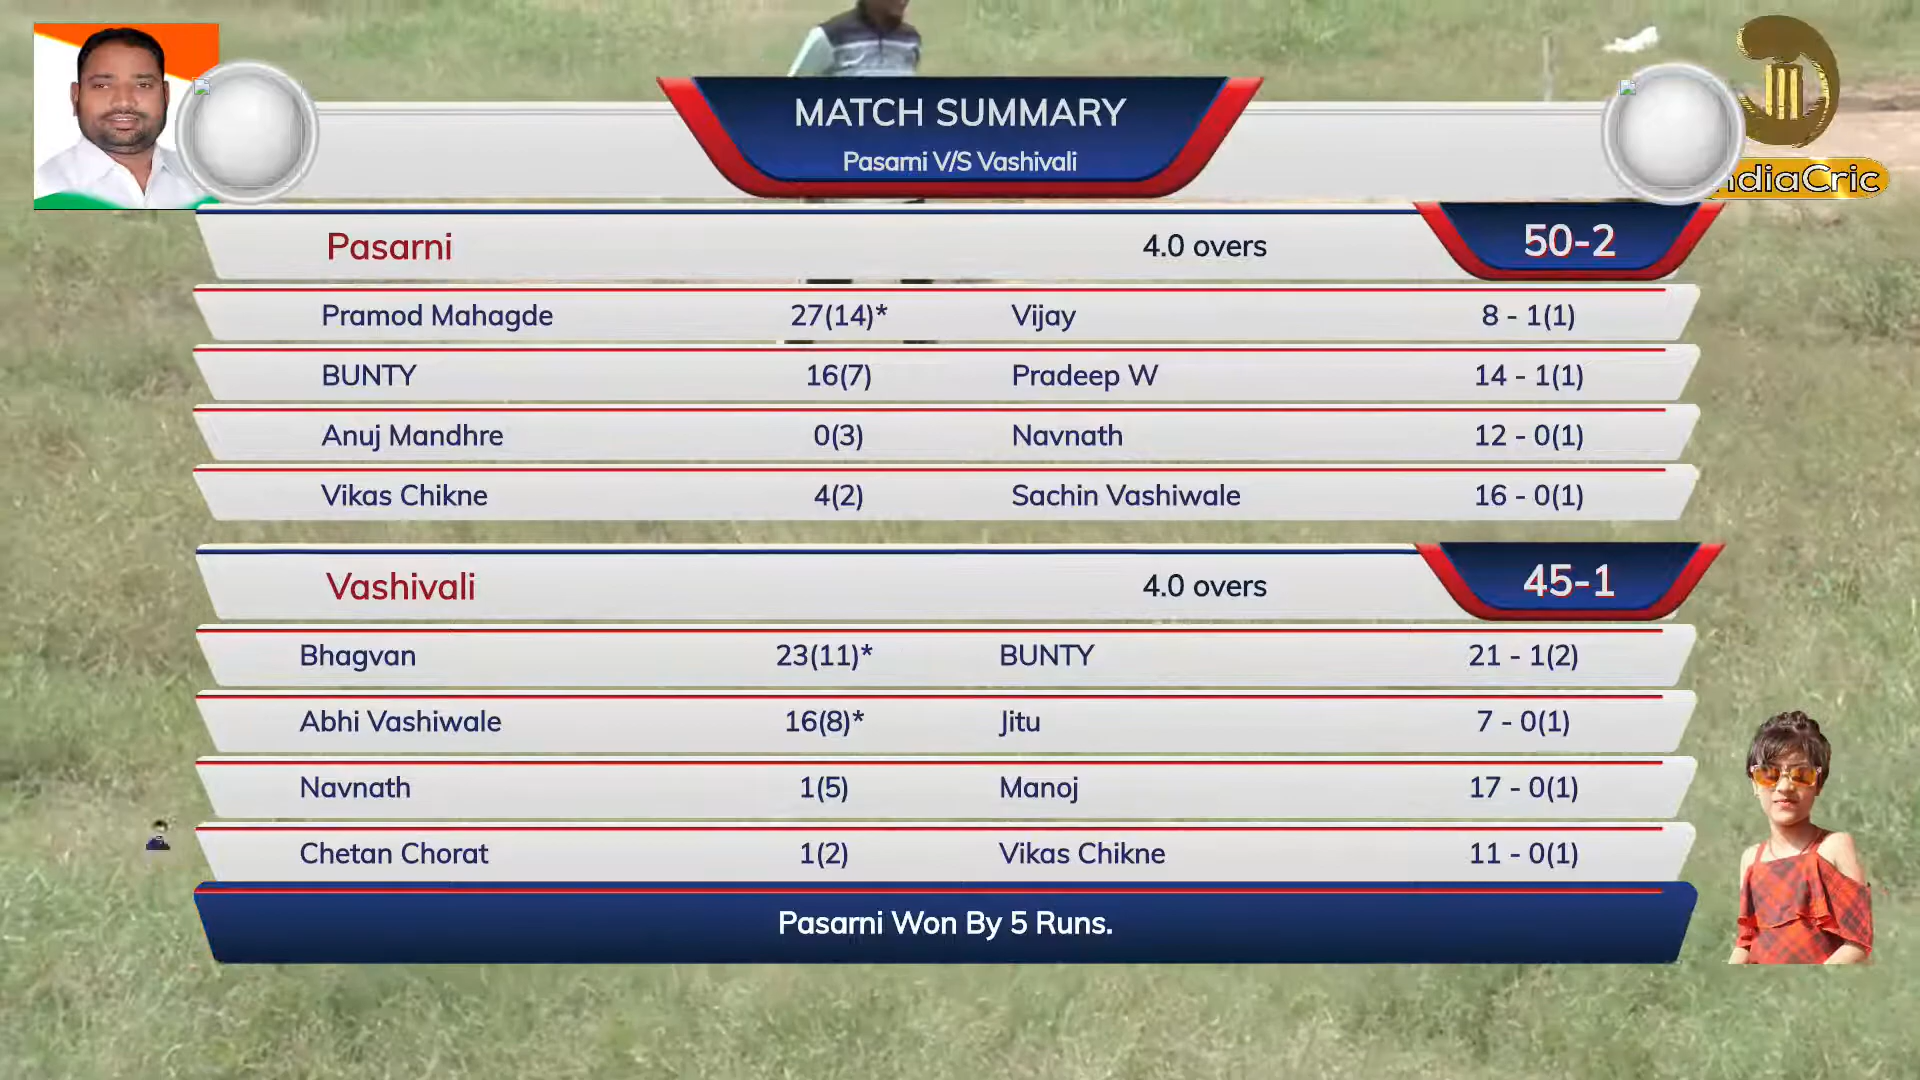 MATCH SUMMARY
Pasarni V/S Vashivali
ndiaCric
Pasarni 4.0 overs 50-2
Pramod Mahagde 27(14)* Vijay 8 - 1(1)
BUNTY 16(7) Pradeep W 14 - 1(1)
Anuj Mandhre 0(3) Navnath 12 - 0(1)
Vikas Chikne 4(2) Sachin Vashiwale 16 - 0(1)
Vashivali 4.0 overs 45-1
Bhagvan 23(11)* BUNTY 21 - 1(2)
Abhi Vashiwale 16(8)* Jitu 7 - 0(1)
Navnath 1(5) Manoj 17 - 0(1)
Chetan Chorat 1(2) Vikas Chikne 11 - 0(1)
Pasarni Won By 5 Runs.